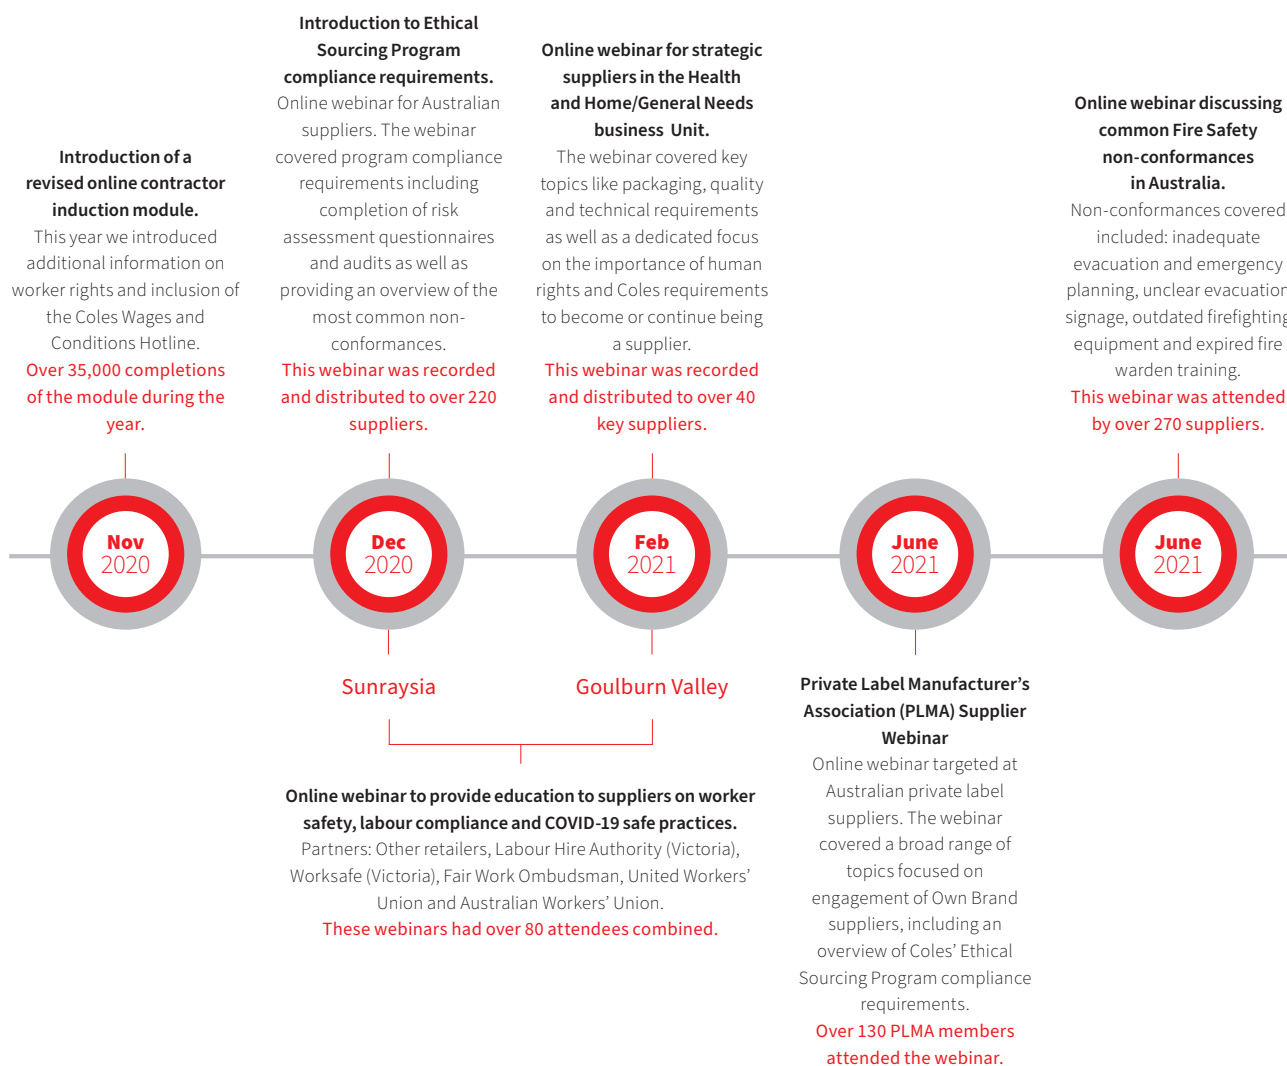 Introduction of a
revised online contractor
induction module.
This year we introduced
additional information on
worker rights and inclusion of
the Coles Wages and
Conditions Hotline.
Over 35,000 completions
of the module during the
year.
Introduction to Ethical
Sourcing Program
compliance requirements.
Online webinar for Australian
suppliers. The webinar
covered program compliance
requirements including
completion of risk
assessment questionnaires
and audits as well as
providing an overview of the
most common non-
conformances.
This webinar was recorded
and distributed to over 220
suppliers.
Online webinar for strategic
suppliers in the Health
and Home/General Needs
business Unit.
The webinar covered key
topics like packaging, quality
and technical requirements
as well as a dedicated focus
on the importance of human
rights and Coles requirements
to become or continue being
a supplier.
This webinar was recorded
and distributed to over 40
key suppliers.
Online webinar discussing
common Fire Safety
non-conformances
in Australia.
Non-conformances covered
included: inadequate
evacuation and emergency
planning, unclear evacuation
signage, outdated firefighting
equipment and expired fire
warden training.
This webinar was attended
by over 270 suppliers.
Nov
2020
Dec
2020
Feb
2021
June
2021
June
2021
Sunraysia
Goulburn Valley
Online webinar to provide education to suppliers on worker
safety, labour compliance and COVID-19 safe practices.
Partners: Other retailers, Labour Hire Authority (Victoria),
Worksafe (Victoria), Fair Work Ombudsman, United Workers’
Union and Australian Workers’ Union.
These webinars had over 80 attendees combined.
Private Label Manufacturer’s
Association (PLMA) Supplier
Webinar
Online webinar targeted at
Australian private label
suppliers. The webinar
covered a broad range of
topics focused on
engagement of Own Brand
suppliers, including an
overview of Coles’ Ethical
Sourcing Program compliance
requirements.
Over 130 PLMA members
attended the webinar.